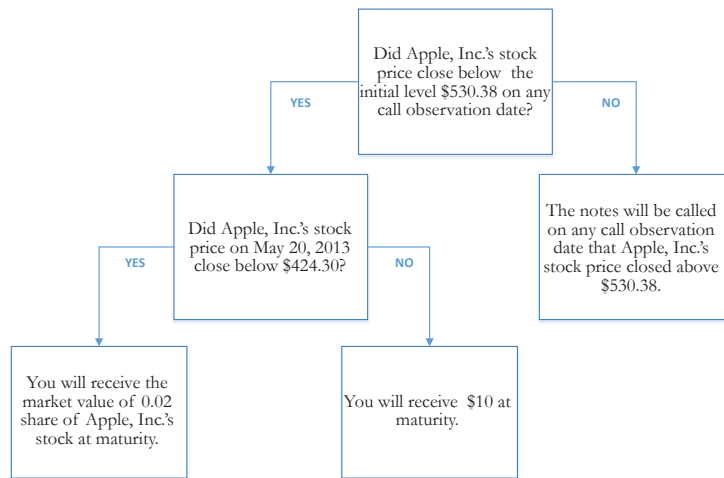 Did Apple, Inc.'s stock
price close below the
initial level $530.38 on any
call observation date?
YES
NO
Did Apple, Inc.'s stock
price on May 20, 2013
close below $424.30?
The notes will be called
on any call observation
date that Apple, Inc.'s
stock price closed above
$530.38.
YES
NO
You will receive the
market value of 0.02
share of Apple, Inc.'s
stock at maturity.
You will receive $10 at
maturity.